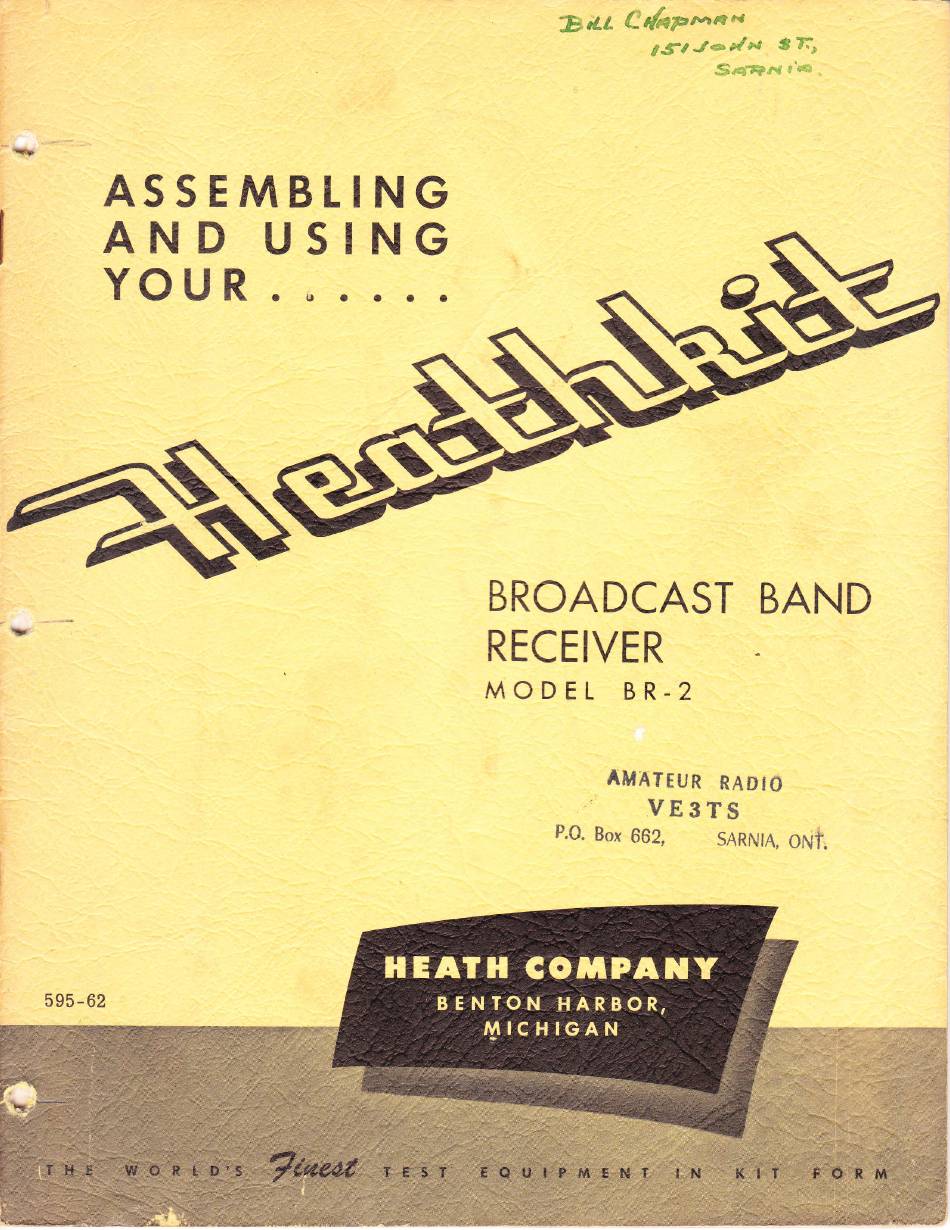 BILL CHAPMAN
151 JOHN ST.,
SARNIA.
ASSEMBLING
AND USING
YOUR . . . . . .
Heathkit
BROADCAST BAND
RECEIVER
MODEL BR-2
AMATEUR RADIO
VE3TS
P.O. Box 662, SARNIA, ONT.
HEATH COMPANY
BENTON HARBOR,
MICHIGAN
595-62
THE WORLD'S Finest TEST EQUIPMENT IN KIT FORM